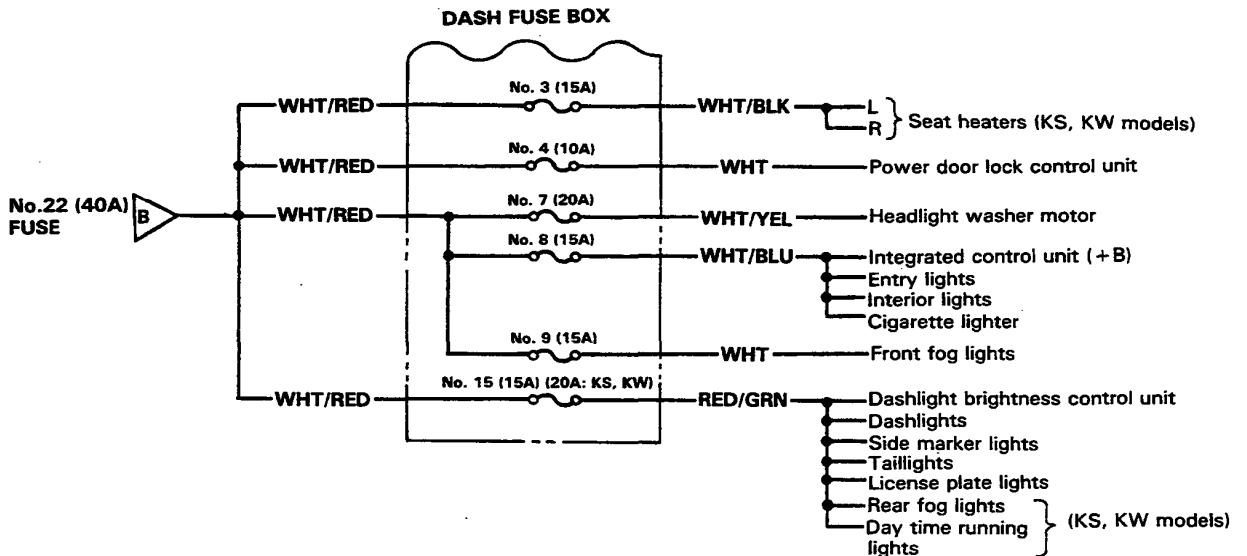 DASH FUSE BOX
No. 3 (15A)
WHT/RED
WHT/BLK
L
R
Seat heaters (KS, KW models)
No. 4 (10A)
WHT/RED
WHT
Power door lock control unit
No.22 (40A)
FUSE
B
WHT/RED
No. 7 (20A)
WHT/YEL
Headlight washer motor
No. 8 (15A)
WHT/BLU
Integrated control unit (+B)
Entry lights
Interior lights
Cigarette lighter
No. 9 (15A)
WHT
Front fog lights
No. 15 (15A) (20A: KS, KW)
WHT/RED
RED/GRN
Dashlight brightness control unit
Dashlights
Side marker lights
Taillights
License plate lights
Rear fog lights
Day time running
lights
(KS, KW models)